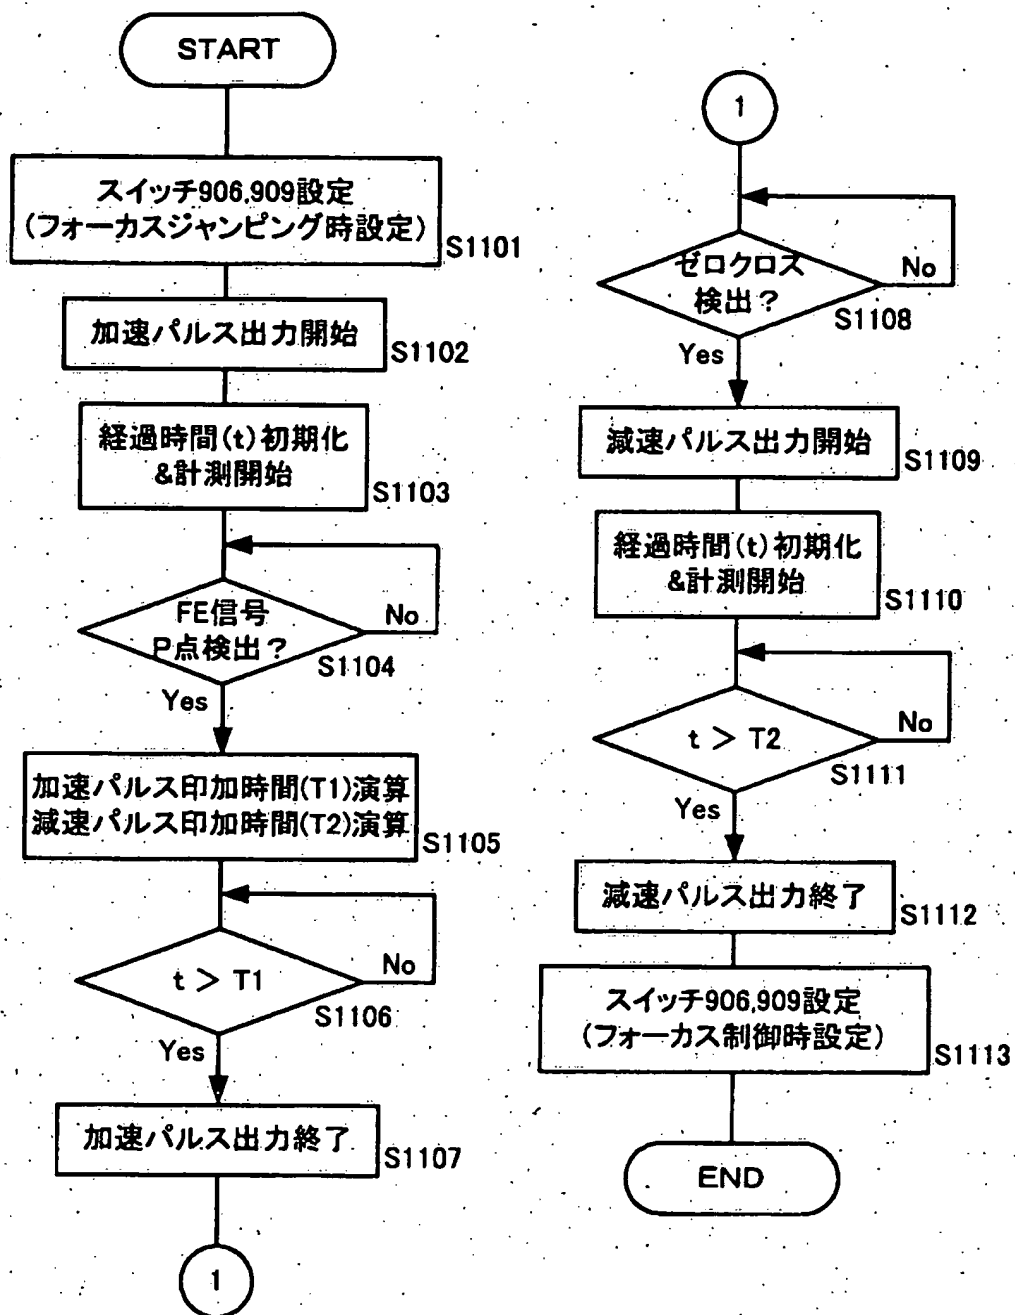 START
スイッチ906,909設定
(フォーカスジャンピング時設定)
S1101
加速パルス出力開始
S1102
経過時間(t)初期化
&計測開始
S1103
FE信号
P点検出?
No
S1104
Yes
加速パルス印加時間(T1)演算
減速パルス印加時間(T2)演算
S1105
t > T1
No
S1106
Yes
加速パルス出力終了
S1107
1
1
ゼロクロス
検出?
No
S1108
Yes
減速パルス出力開始
S1109
経過時間(t)初期化
&計測開始
S1110
t > T2
No
S1111
Yes
減速パルス出力終了
S1112
スイッチ906,909設定
(フォーカス制御時設定)
S1113
END